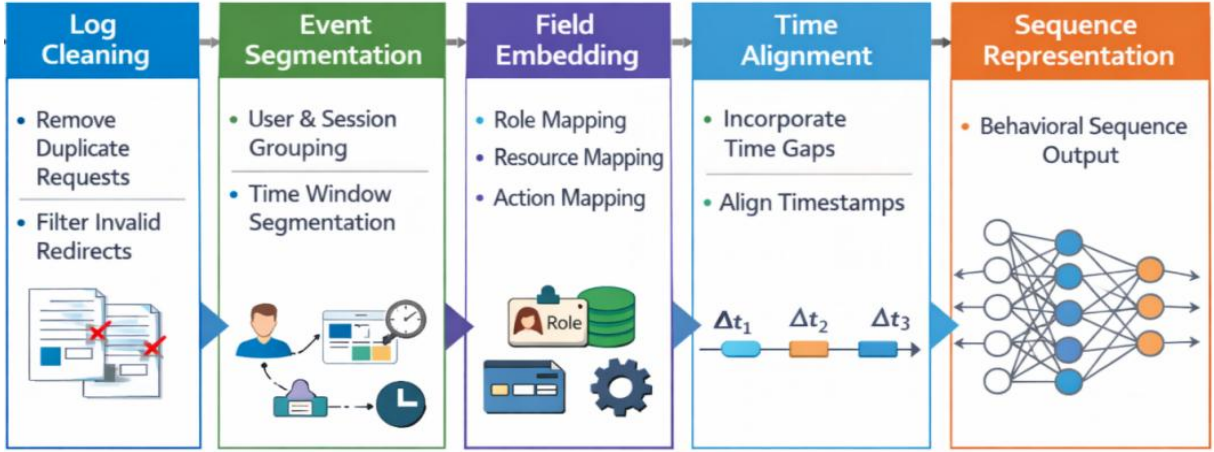 Log
Cleaning
• Remove
Duplicate
Requests
• Filter Invalid
Redirects
Event
Segmentation
• User & Session
Grouping
• Time Window
Segmentation
Field
Embedding
• Role Mapping
• Resource Mapping
• Action Mapping
Role
Time
Alignment
• Incorporate
Time Gaps
• Align Timestamps
Δt₁ Δt₂ Δt₃
Sequence
Representation
• Behavioral Sequence
Output